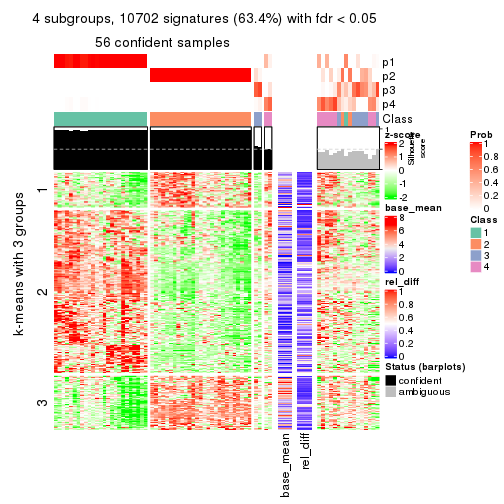 4 subgroups, 10702 signatures (63.4%) with fdr < 0.05
56 confident samples
p1
p2
p3
p4
Class
1
Silhouette
score
k-means with 3 groups
1
2
3
base_mean
rel_diff
z-score
2
1
0
-1
-2
base_mean
8
6
4
2
0
rel_diff
1
0.8
0.6
0.4
0.2
0
Status (barplots)
confident
ambiguous
Prob
1
0.8
0.6
0.4
0.2
0
Class
1
2
3
4